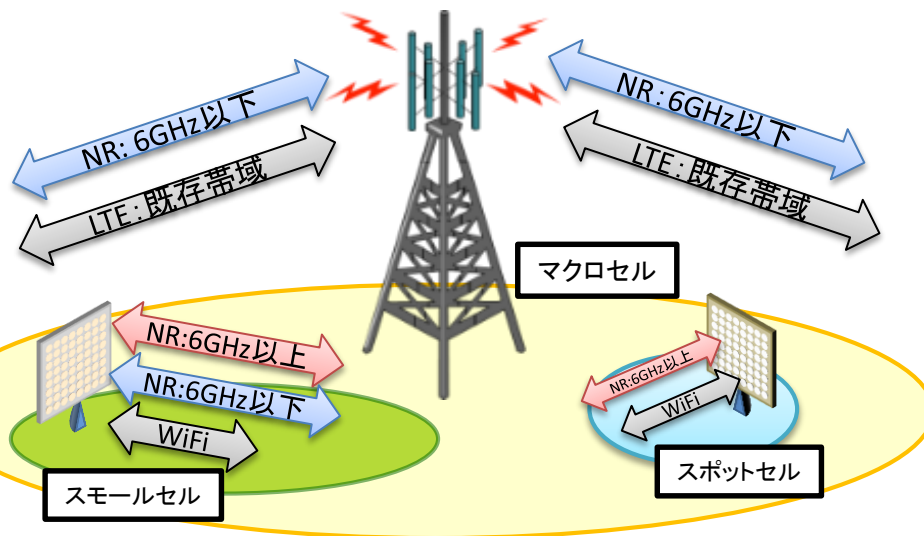 NR: 6GHz以下
NR: 6GHz以下
LTE:既存帯域
LTE:既存帯域
マクロセル
NR:6GHz以上
NR:6GHz以上
NR:6GHz以下
WiFi
WiFi
スポットセル
スモールセル